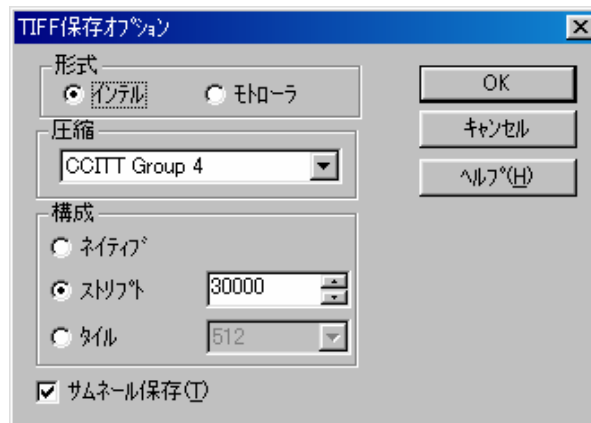 TIFF保存ｵﾌﾟｼｮﾝ
形式
ｲﾝﾃﾙ ﾓﾄﾛｰﾗ
OK
圧縮
ｷｬﾝｾﾙ
CCITT Group 4
ﾍﾙﾌﾟ(H)
構成
ﾈｲﾃｨﾌﾞ
ｽﾄﾘﾌﾟﾄ 30000
ﾀｲﾙ 512
サムネール保存(T)